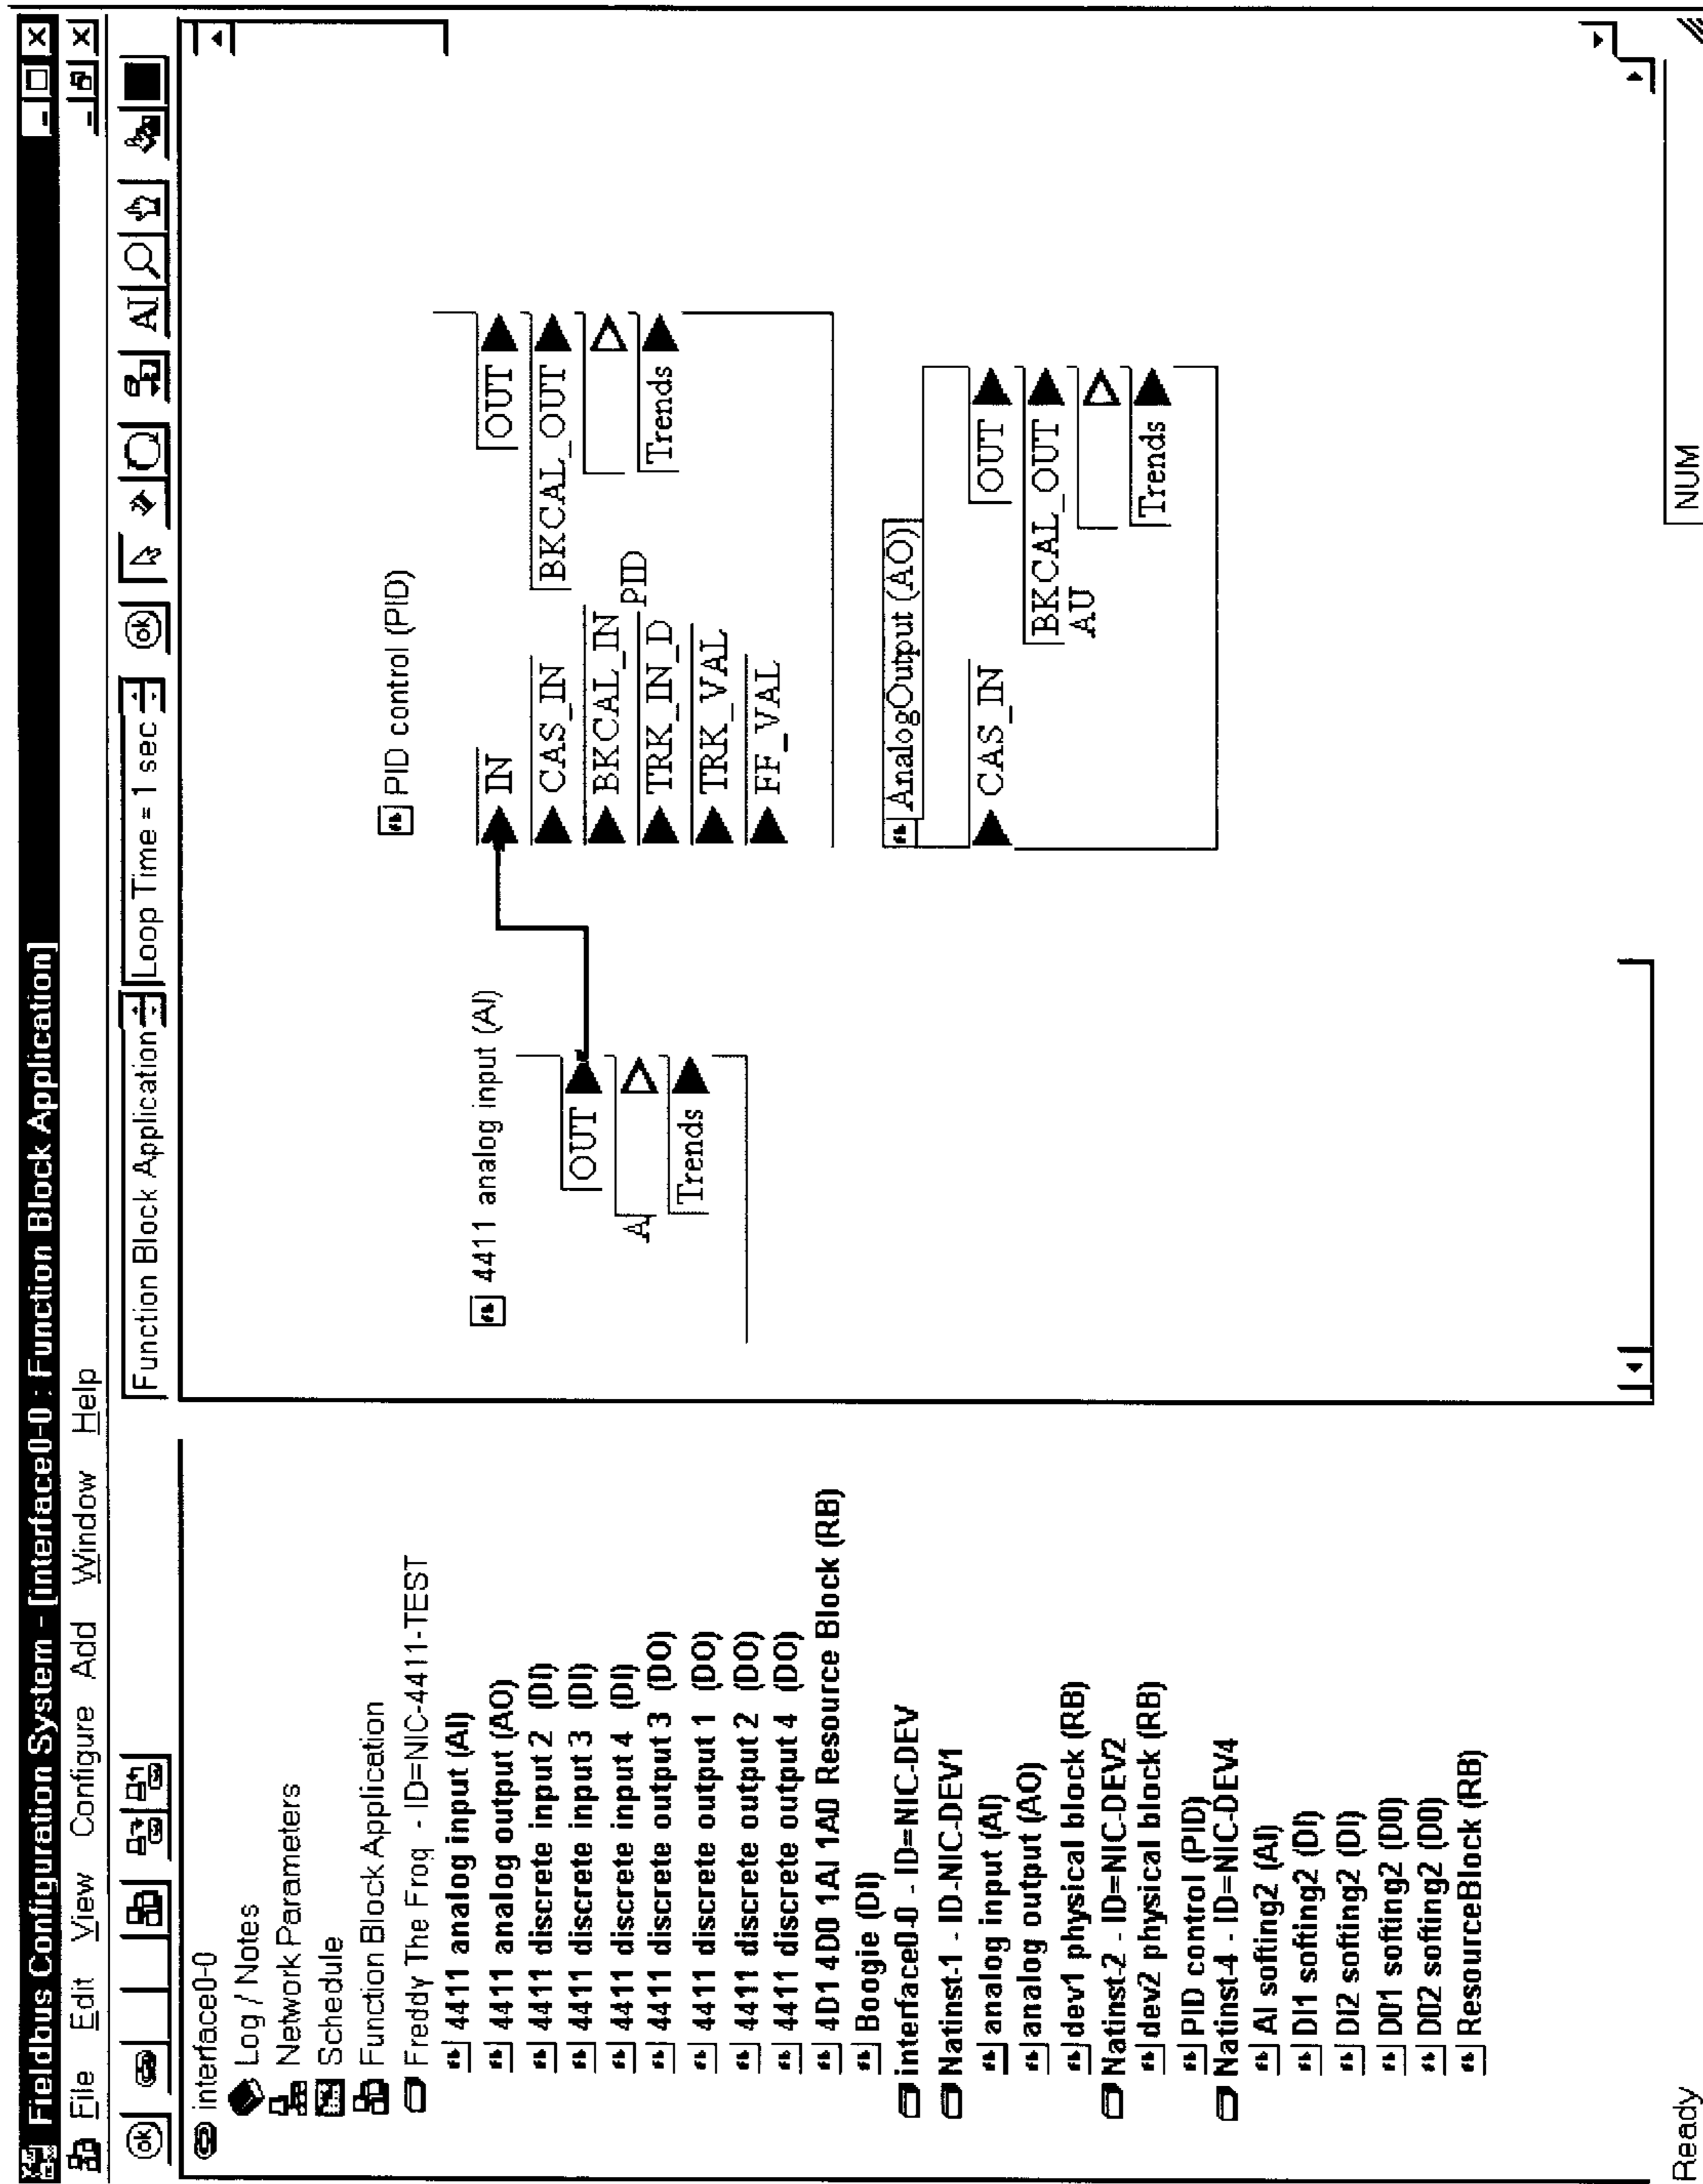 Fieldbus Configuration System - [interface0-0 : Function Block Application]
File Edit View Configure Add Window Help
ok
Function Block Application
Loop Time = 1 sec
ok
AI
interface0-0
Log / Notes
Network Parameters
Schedule
Function Block Application
Freddy The Frog - ID=NIC-4411-TEST
4411 analog input (AI)
4411 analog output (AO)
4411 discrete input 2 (DI)
4411 discrete input 3 (DI)
4411 discrete input 4 (DI)
4411 discrete output 3 (DO)
4411 discrete output 1 (DO)
4411 discrete output 2 (DO)
4411 discrete output 4 (DO)
4D1 4D0 1AI 1A0 Resource Block (RB)
Boogie (DI)
interface0-0 - ID=NIC-DEV
Natinst-1 - ID-NIC-DEV1
analog input (AI)
analog output (AO)
dev1 physical block (RB)
Natinst-2 - ID=NIC-DEV2
dev2 physical block (RB)
PID control (PID)
Natinst-4 - ID=NIC-DEV4
AI softing2 (AI)
DI1 softing2 (DI)
DI2 softing2 (DI)
D01 softing2 (D0)
D02 softing2 (D0)
ResourceBlock (RB)
4411 analog input (AI)
OUT
AI
Trends
PID control (PID)
IN
CAS_IN
BKCAL_IN
TRK_IN_D
TRK_VAL
FF_VAL
PID
OUT
BKCAL_OUT
Trends
AnalogOutput (AO)
CAS_IN
OUT
BKCAL_OUT
AU
Trends
Ready
NUM